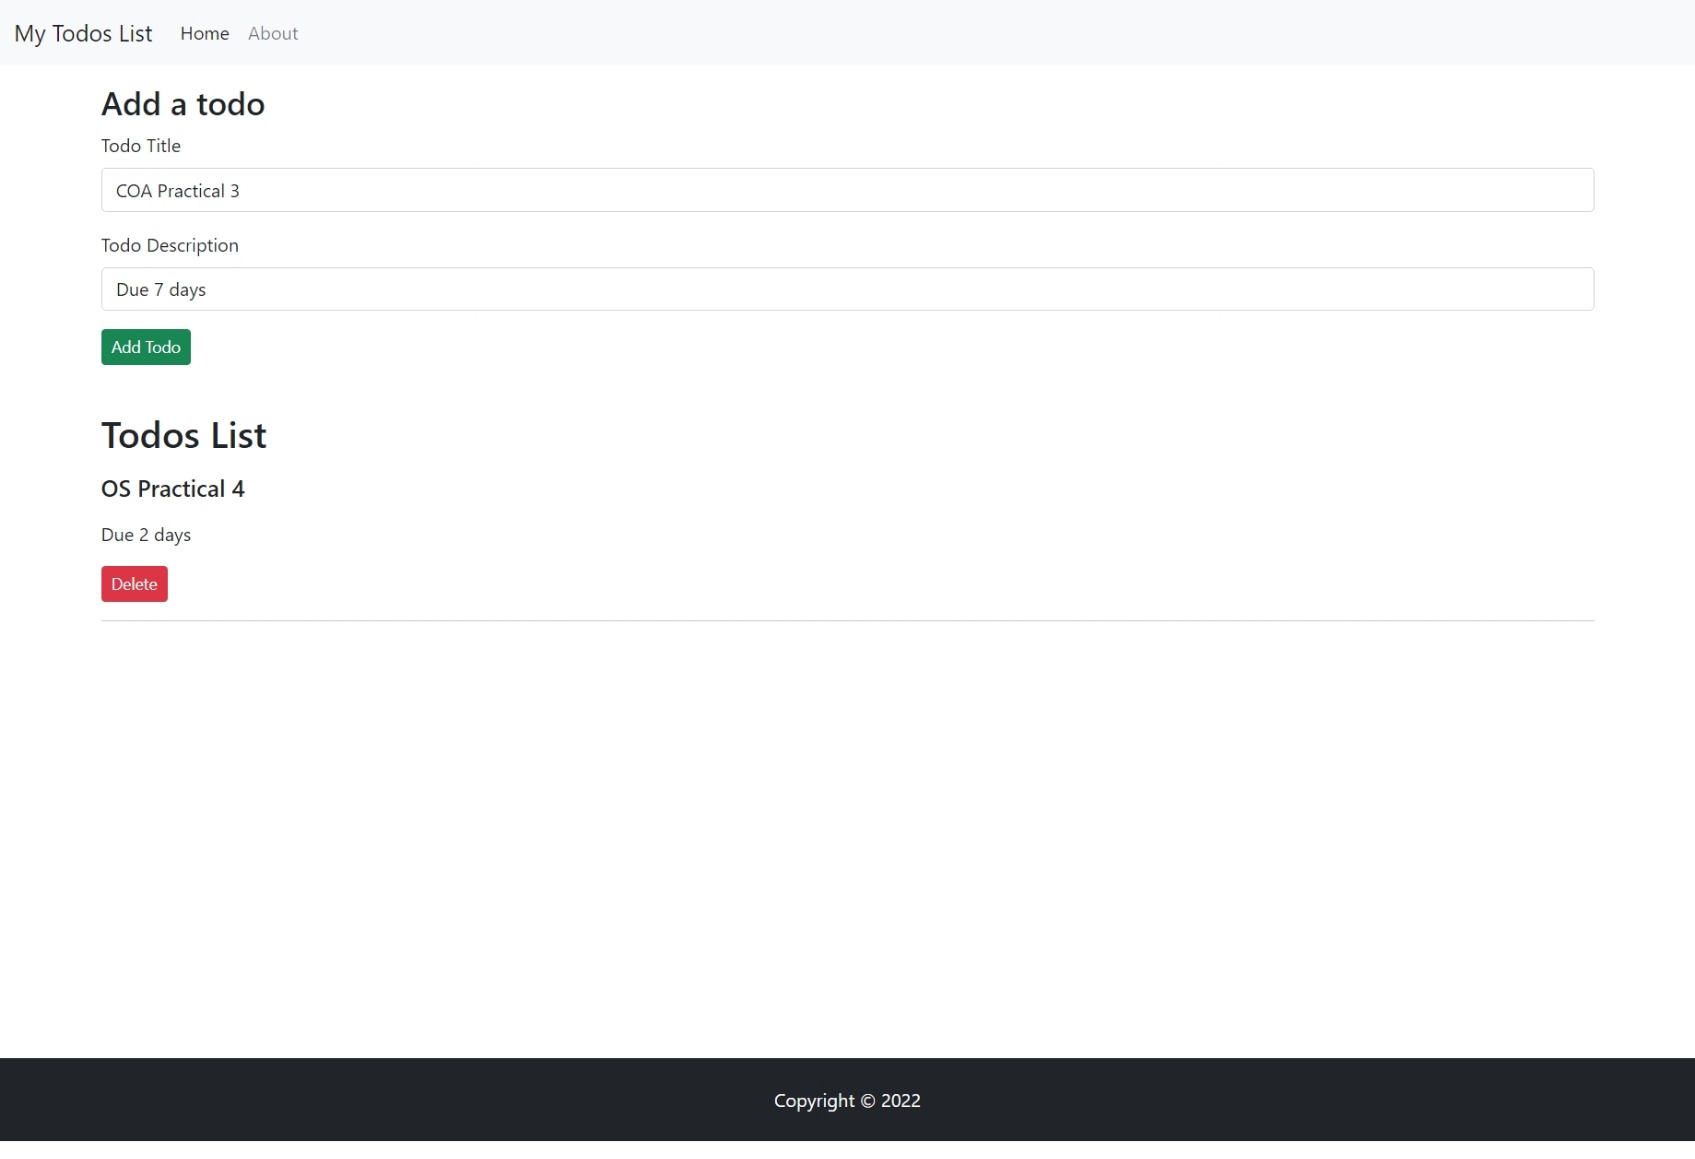 My Todos List Home About
Add a todo
Todo Title
COA Practical 3
Todo Description
Due 7 days
Add Todo
Todos List
OS Practical 4
Due 2 days
Delete
Copyright © 2022